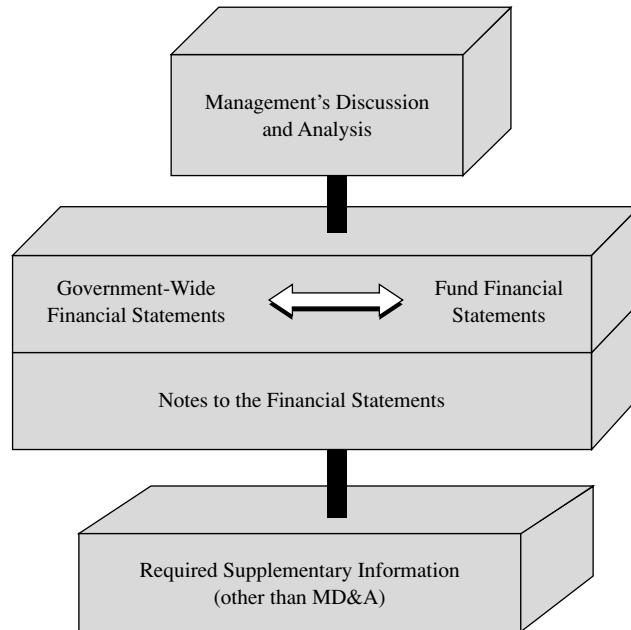 Management’s Discussion
and Analysis
Government-Wide
Financial Statements
Fund Financial
Statements
Notes to the Financial Statements
Required Supplementary Information
(other than MD&A)